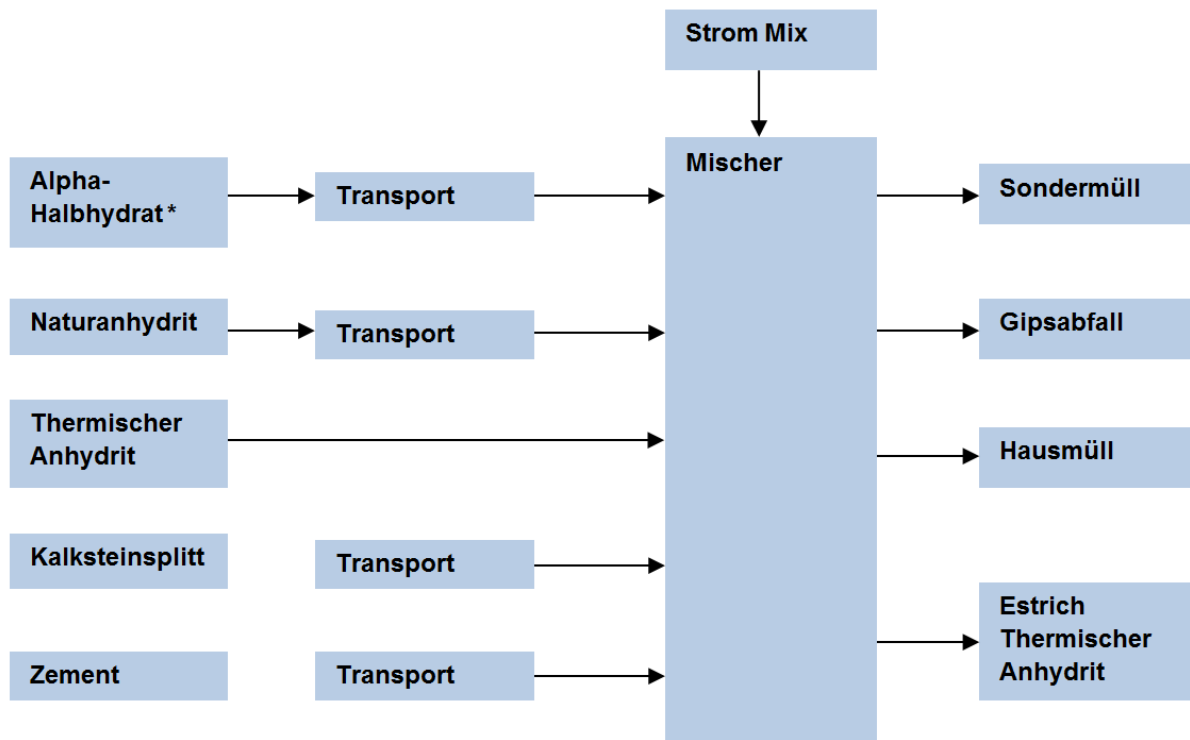 Strom Mix
Mischer
Alpha-
Halbhydrat *
Transport
Sondermüll
Naturanhydrit
Transport
Gipsabfall
Thermischer
Anhydrit
Hausmüll
Kalksteinsplitt
Transport
Estrich
Thermischer
Anhydrit
Zement
Transport